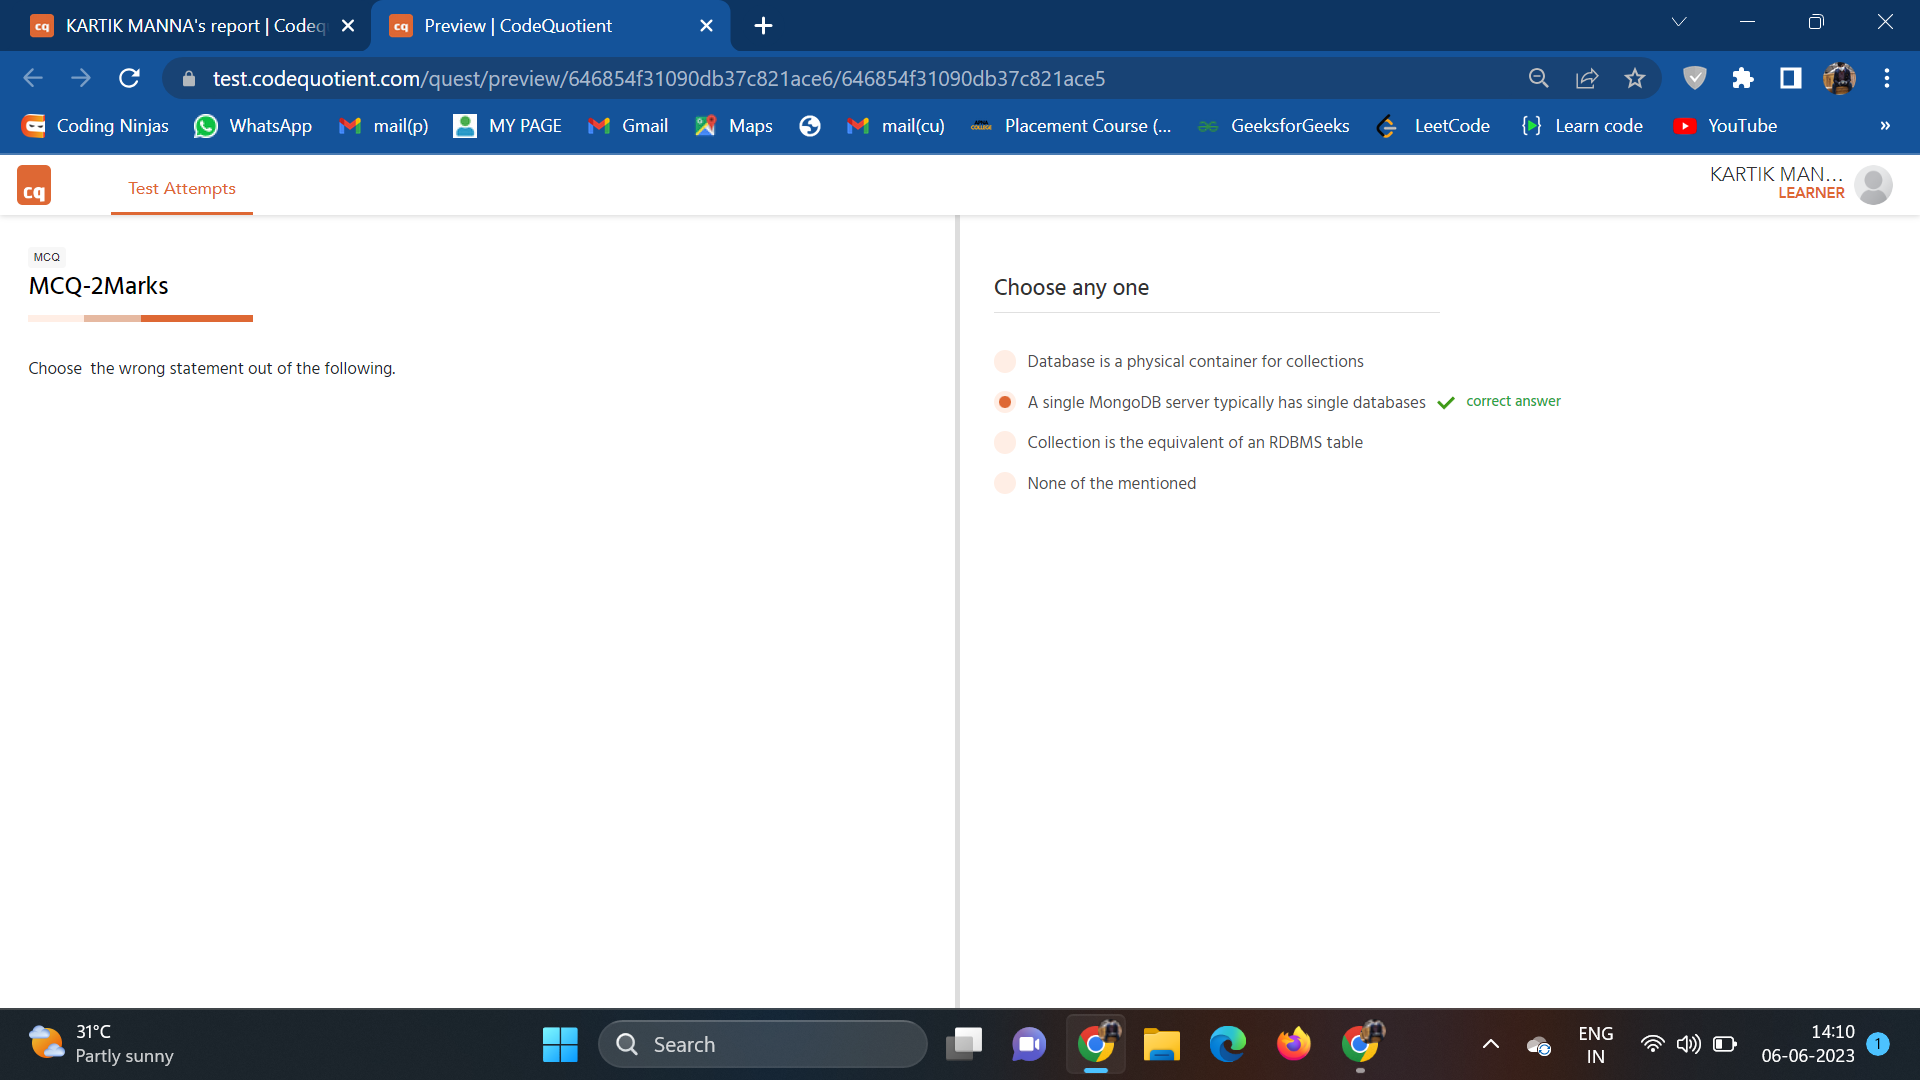 cq KARTIK MANNA's report | Codeq
cq Preview | CodeQuotient
test.codequotient.com/quest/preview/646854f31090db37c821ace6/646854f31090db37c821ace5
Coding Ninjas WhatsApp mail(p) MY PAGE Gmail Maps mail(cu) Placement Course (... GeeksforGeeks LeetCode Learn code YouTube »
cq Test Attempts
KARTIK MAN...
LEARNER
MCQ
MCQ-2Marks
Choose the wrong statement out of the following.
Choose any one
Database is a physical container for collections
A single MongoDB server typically has single databases correct answer
Collection is the equivalent of an RDBMS table
None of the mentioned
31°C
Partly sunny
Search
ENG
IN
14:10
06-06-2023
1